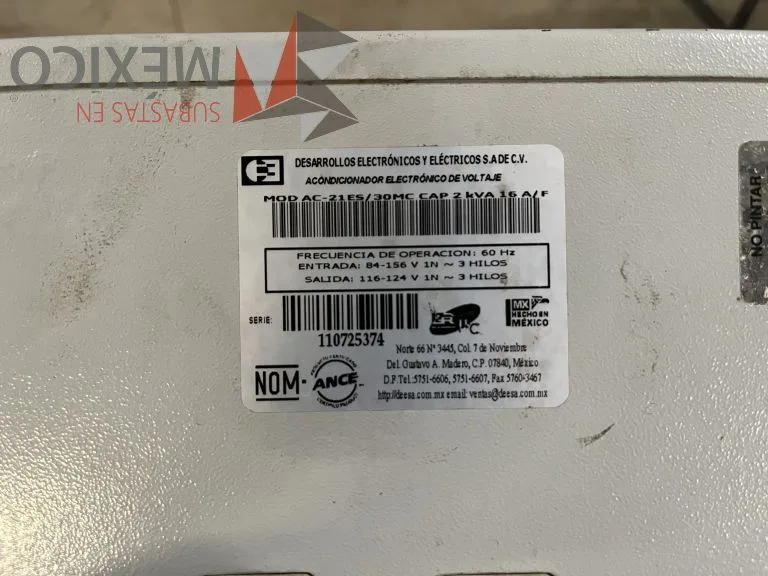 MÉXICO
SUBASTAS EN
DESARROLLOS ELECTRÓNICOS Y ELÉCTRICOS S.A DE C.V.
ACONDICIONADOR ELECTRÓNICO DE VOLTAJE
MOD AC-21ES/30MC CAP 2 kVA 16 A/F
FRECUENCIA DE OPERACION: 60 Hz
ENTRADA: 84-156 V 1N ~ 3 HILOS
SALIDA: 116-124 V 1N ~ 3 HILOS
SERIE:
110725374
MX
HECHO EN
MÉXICO
Norte 66 Nº 3445, Col. 7 de Noviembre
Del. Gustavo A. Madero, C.P. 07840, México
D.F Tel.:5751-6606, 5751-6607, Fax 5760-3467
http://deesa.com.mx email: ventas@deesa.com.mx
NOM-
ANCE
NO PINTAR